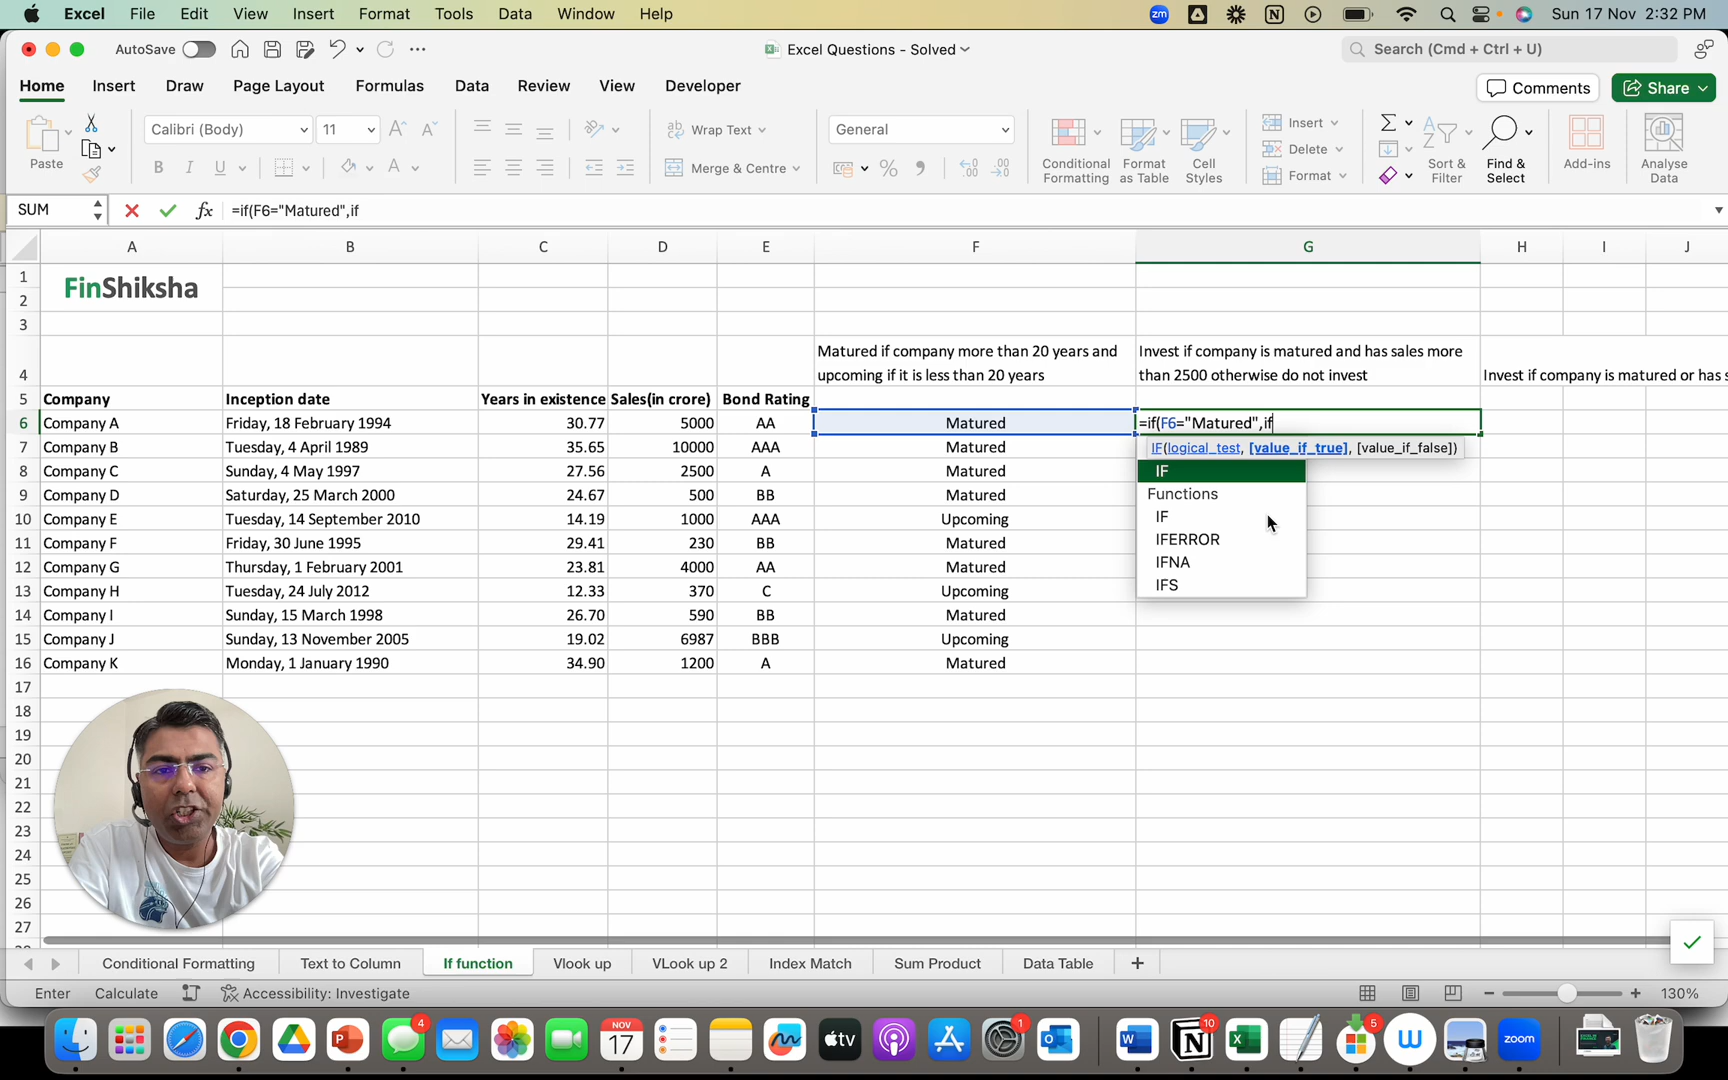 Excel File Edit View Insert Format Tools Data Window Help
zm Sun 17 Nov 2:32 PM
AutoSave Excel Questions - Solved Search (Cmd + Ctrl + U)
Home Insert Draw Page Layout Formulas Data Review View Developer Comments Share
Paste Calibri (Body) 11 Wrap Text General
B I U A Merge & Centre
Conditional Formatting
Format as Table
Cell Styles
Insert
Delete
Format
Sort & Filter
Find & Select
Add-ins
Analyse Data
SUM fx =if(F6="Matured",if
A B C D E F G H I J
1
FinShiksha
2
3
Matured if company more than 20 years and
upcoming if it is less than 20 years
Invest if company is matured and has sales more
than 2500 otherwise do not invest
4 Invest if company is matured or has s
5 Company Inception date Years in existence Sales(in crore) Bond Rating
6 Company A Friday, 18 February 1994 30.77 5000 AA Matured =if(F6="Matured",if
7 Company B Tuesday, 4 April 1989 35.65 10000 AAA Matured
8 Company C Sunday, 4 May 1997 27.56 2500 A Matured
9 Company D Saturday, 25 March 2000 24.67 500 BB Matured
10 Company E Tuesday, 14 September 2010 14.19 1000 AAA Upcoming
11 Company F Friday, 30 June 1995 29.41 230 BB Matured
12 Company G Thursday, 1 February 2001 23.81 4000 AA Matured
13 Company H Tuesday, 24 July 2012 12.33 370 C Upcoming
14 Company I Sunday, 15 March 1998 26.70 590 BB Matured
15 Company J Sunday, 13 November 2005 19.02 6987 BBB Upcoming
16 Company K Monday, 1 January 1990 34.90 1200 A Matured
IF(logical_test, [value_if_true], [value_if_false])
IF
Functions
IF
IFERROR
IFNA
IFS
17
18
19
20
21
22
23
24
25
26
27
Conditional Formatting Text to Column If function Vlook up VLook up 2 Index Match Sum Product Data Table
Enter Calculate Accessibility: Investigate 130%
4 NOV 17 tv 1 10 5 zoom